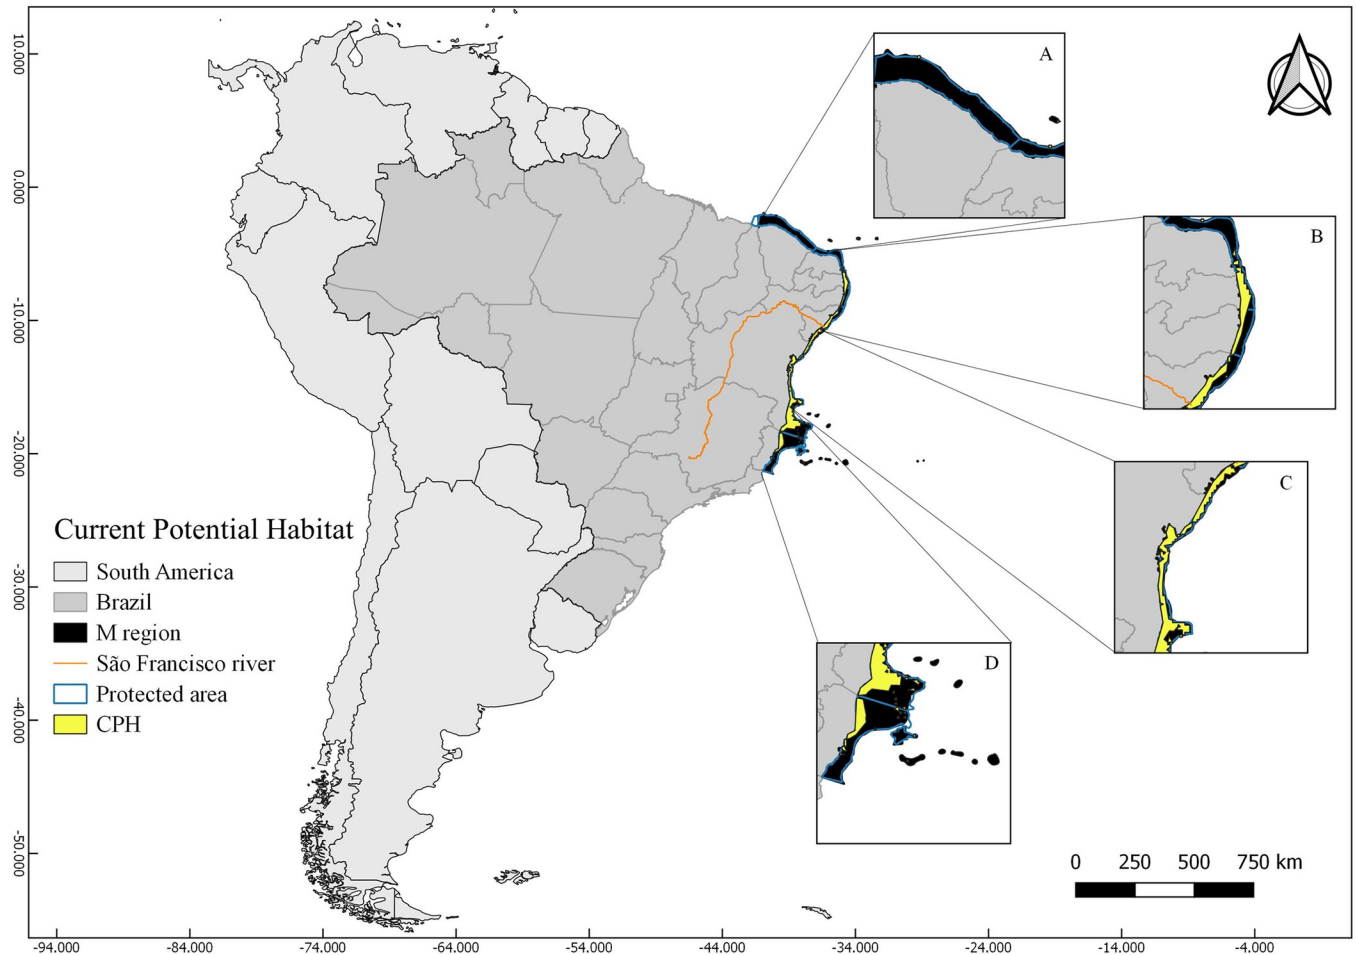 10.000
0.000
-10.000
-20.000
-30.000
-40.000
-50.000
A
B
C
D
Current Potential Habitat
South America
Brazil
M region
São Francisco river
Protected area
CPH
0 250 500 750 km
-94.000 -84.000 -74.000 -64.000 -54.000 -44.000 -34.000 -24.000 -14.000 -4.000